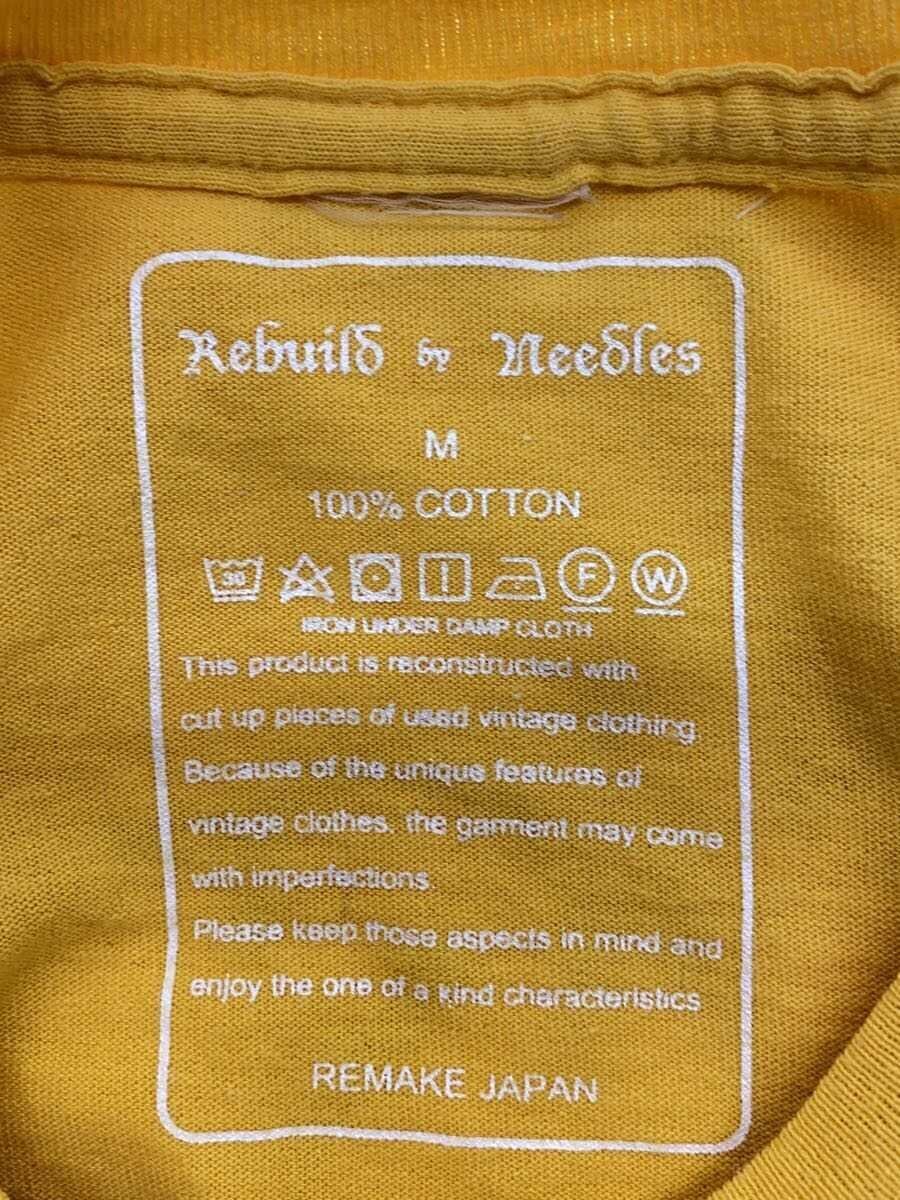 Rebuild by Needles
M
100% COTTON
30 F W
IRON UNDER DAMP CLOTH
This product is reconstructed with
cut up pieces of used vintage clothing
Because of the unique features of
vintage clothes, the garment may come
with imperfections.
Please keep those aspects in mind and
enjoy the one of a kind characteristics
REMAKE JAPAN